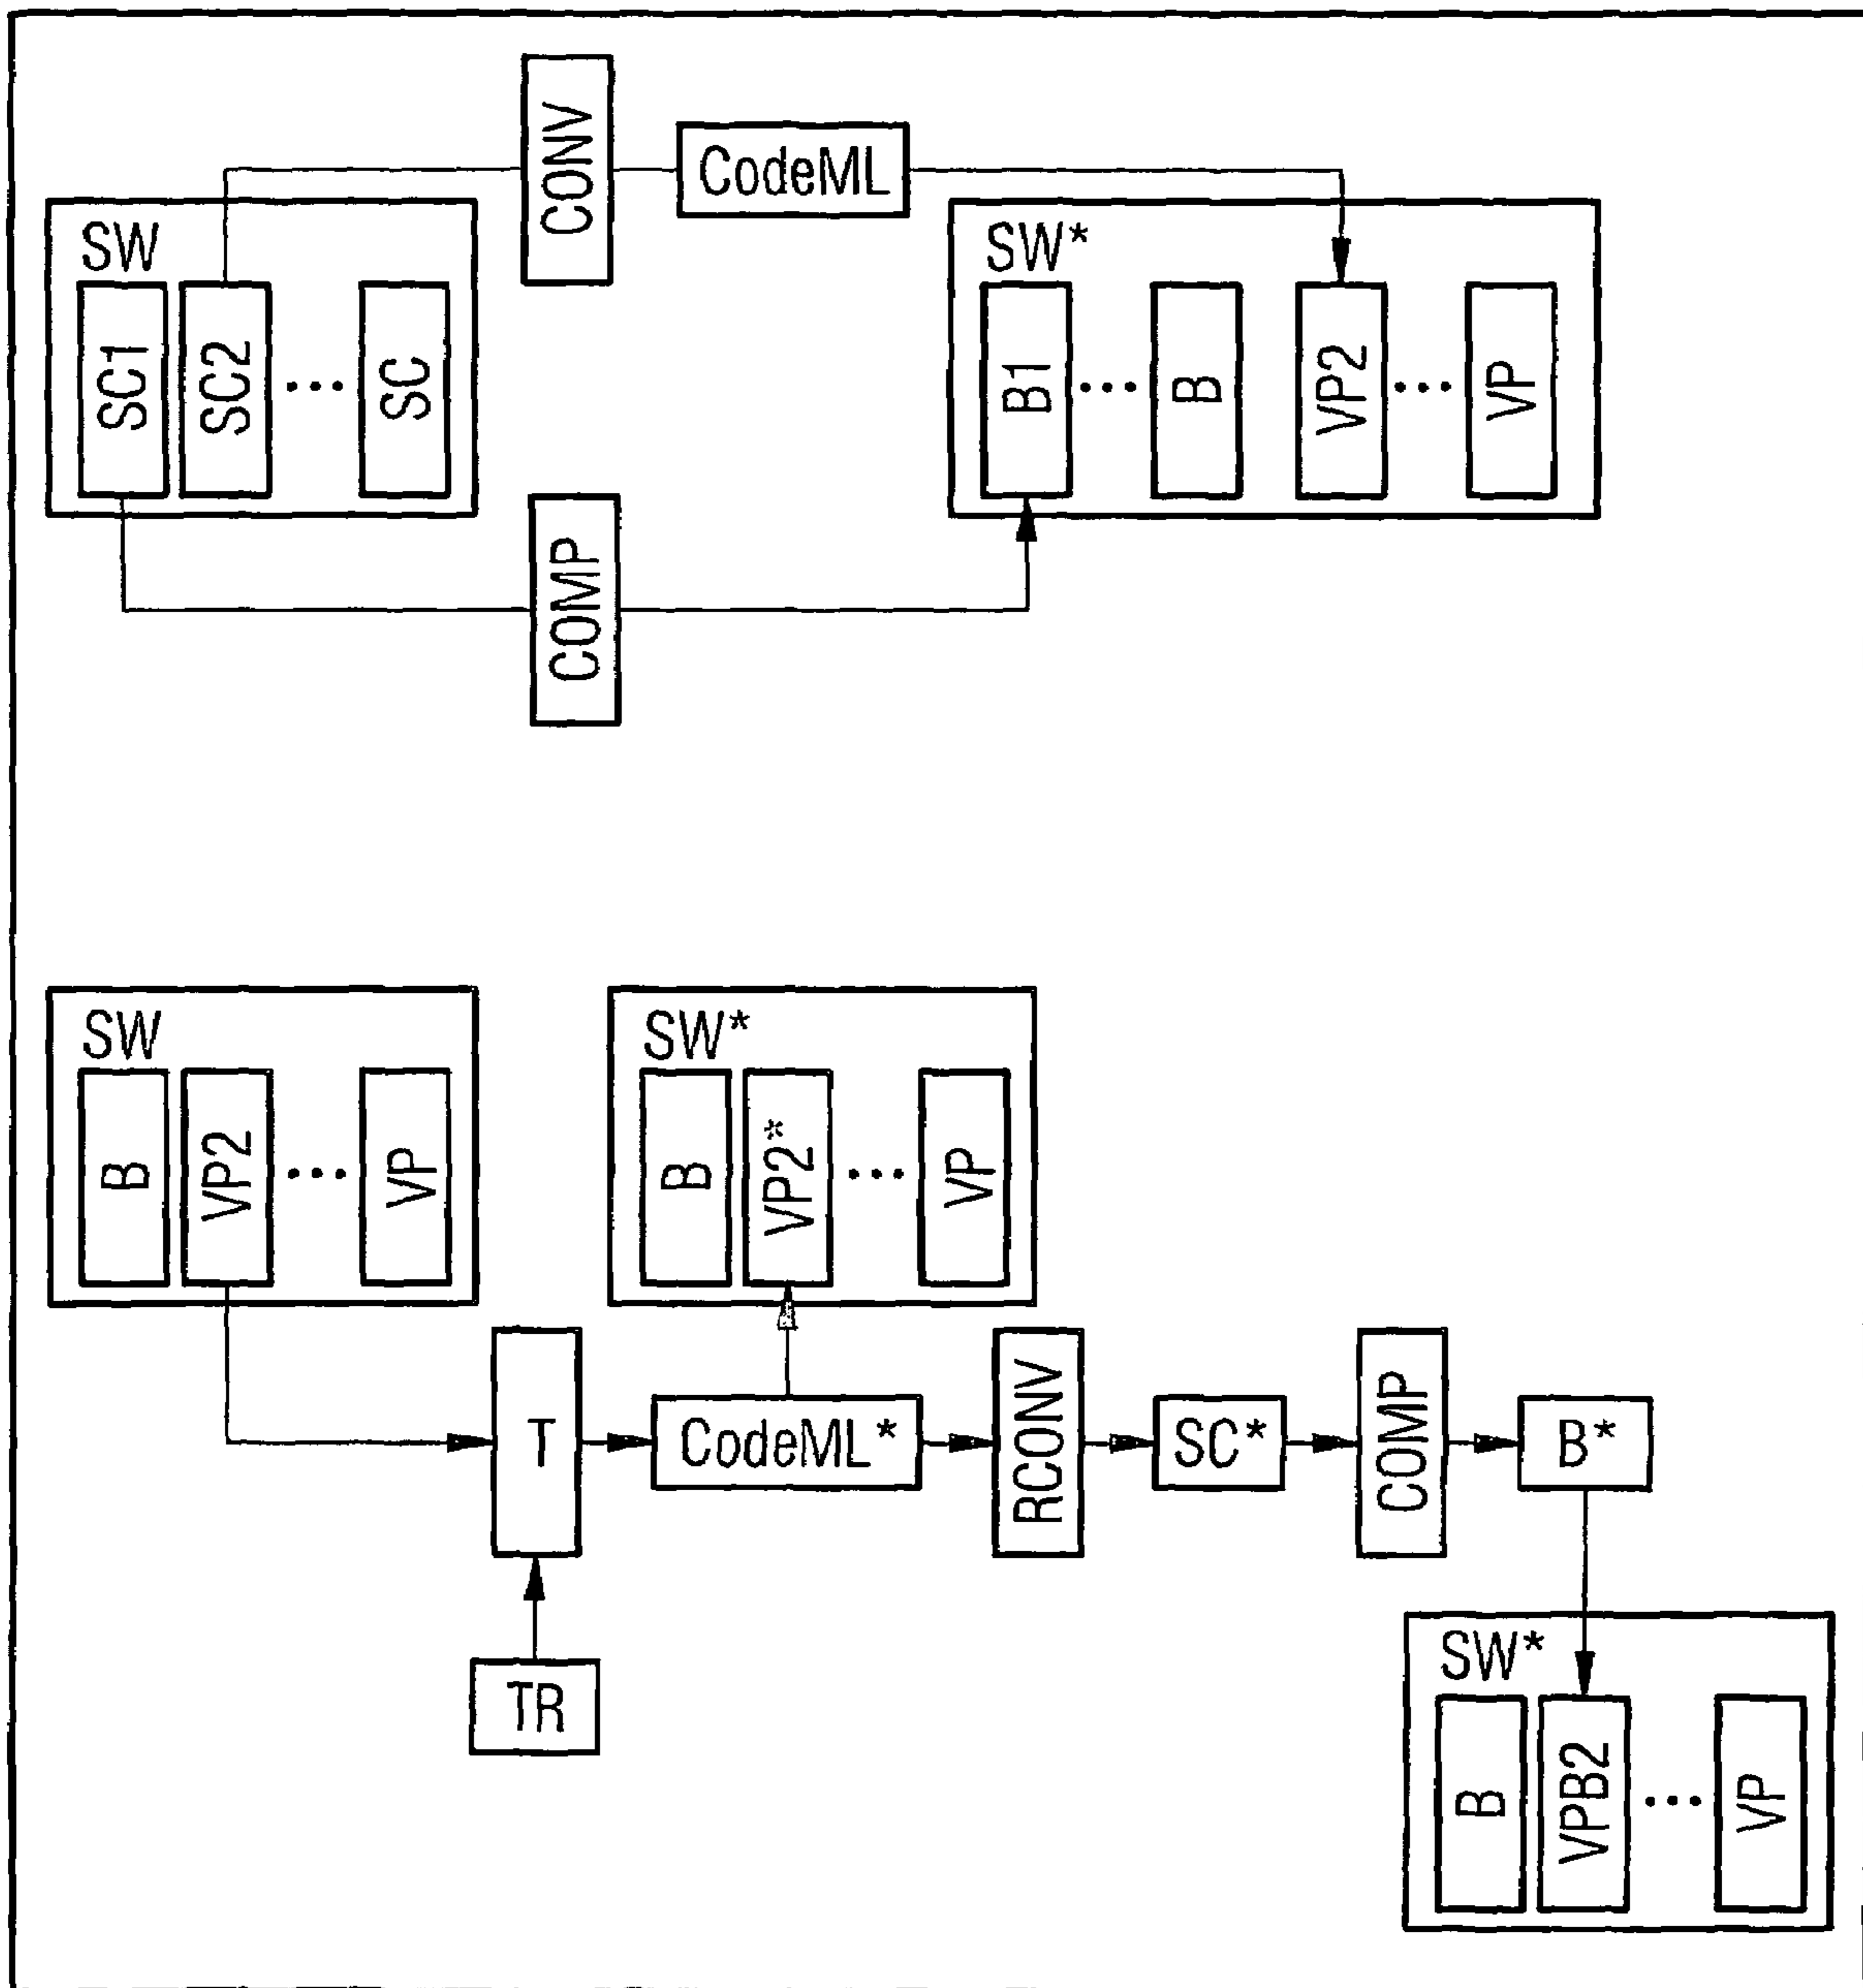 CONV
CodeML
SW
SC1
SC2
...
SC
SW*
B1
...
B
VP2
...
VP
COMP
SW
B
VP2
...
VP
SW*
B
VP2*
...
VP
T
CodeML*
RCONV
SC*
COMP
B*
TR
SW*
B
VPB2
...
VP